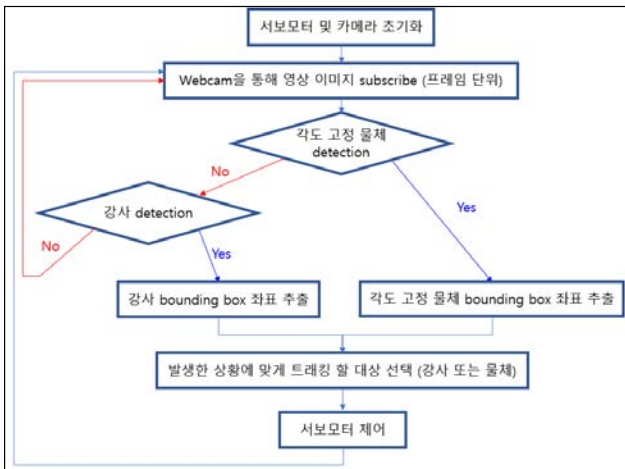 서보모터 및 카메라 초기화
Webcam을 통해 영상 이미지 subscribe (프레임 단위)
각도 고정 물체
detection
No
Yes
강사 detection
No
Yes
강사 bounding box 좌표 추출
각도 고정 물체 bounding box 좌표 추출
발생한 상황에 맞게 트래킹 할 대상 선택 (강사 또는 물체)
서보모터 제어